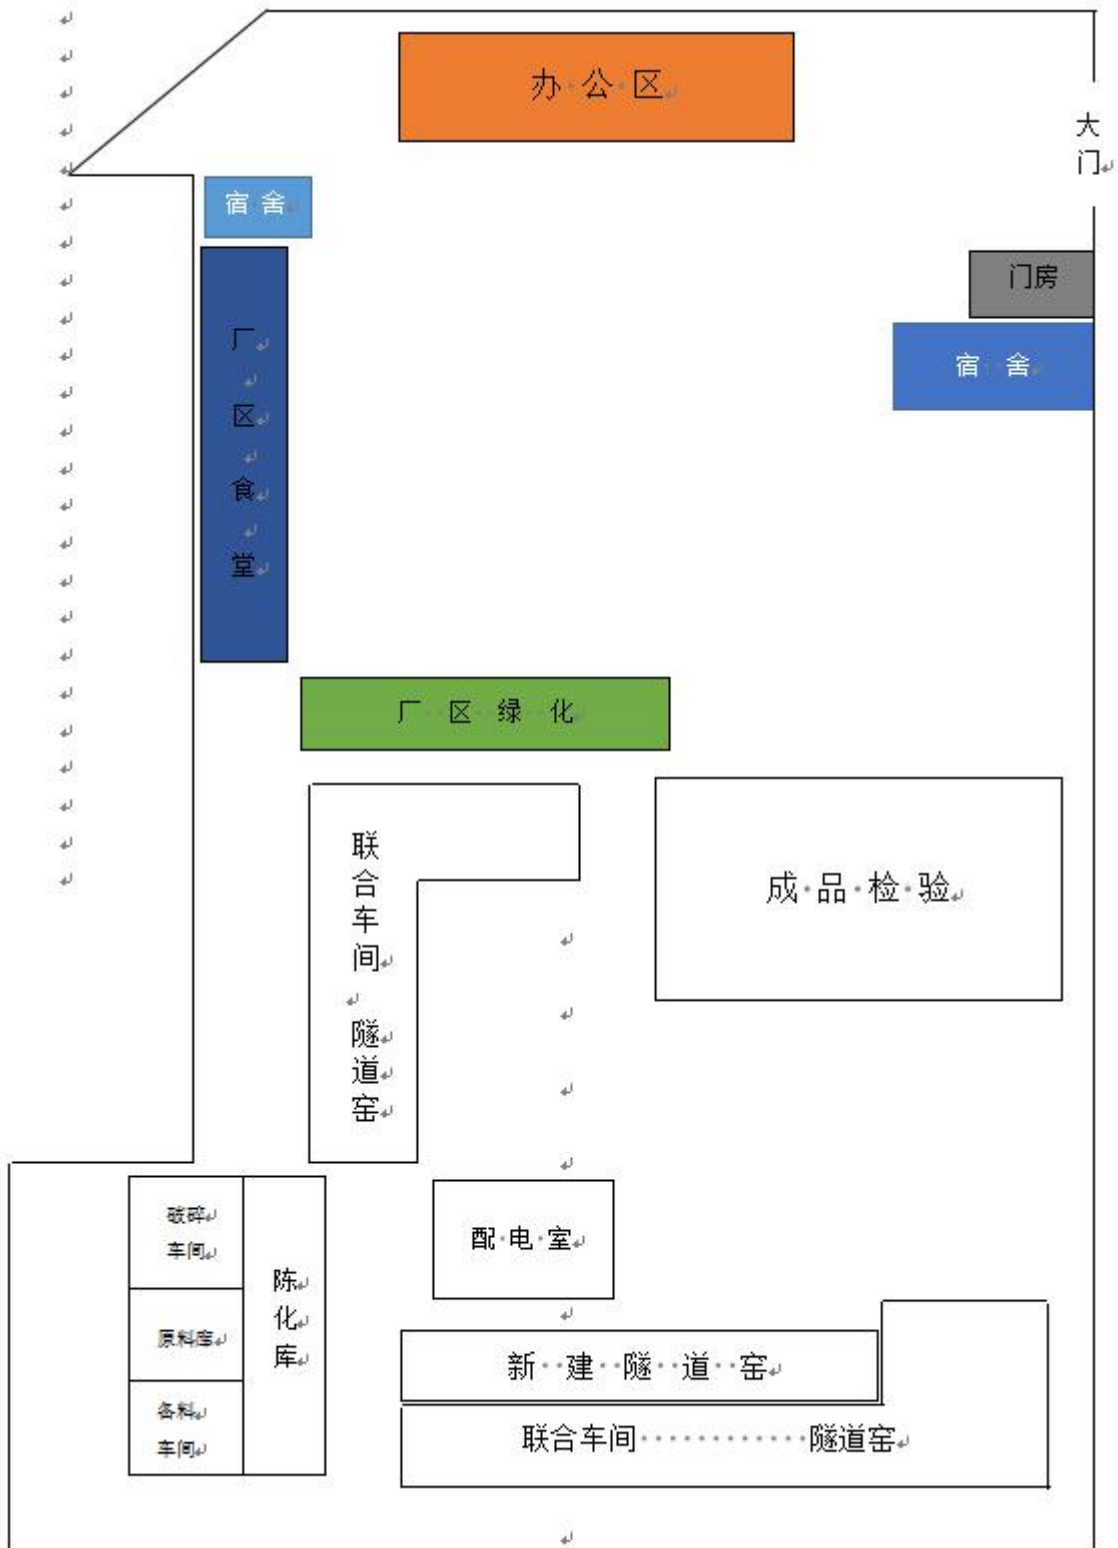 办公区
大门
宿舍
门房
宿舍
厂区食堂
厂区绿化
联合车间
隧道窑
成品检验
破碎
车间
陈化库
原料库
各料
车间
配电室
新建隧道窑
联合车间 隧道窑